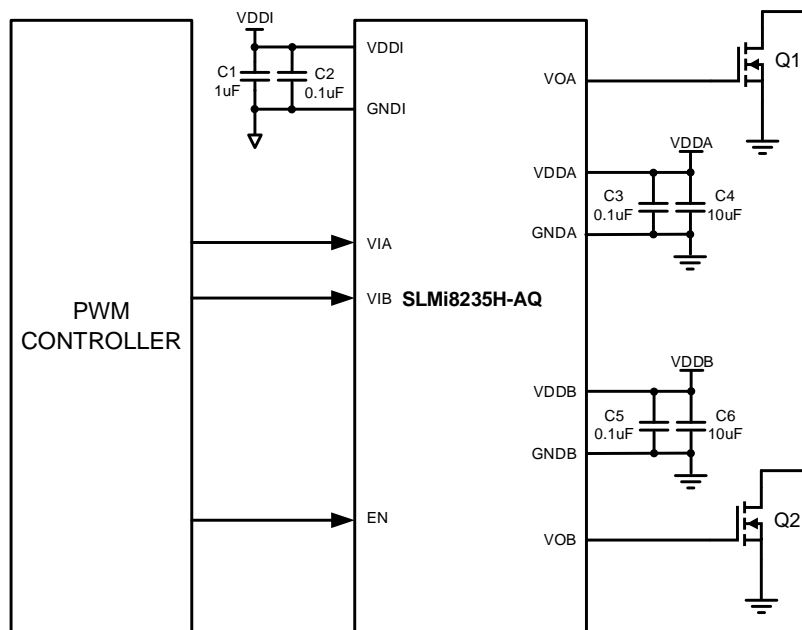 VDDI
C1
1uF
C2
0.1uF
VDDI
GNDI
VOA
Q1
VDDA
VDDA
C3
0.1uF
C4
10uF
GNDA
VIA
VIB
SLMi8235H-AQ
PWM
CONTROLLER
VDDB
VDDB
C5
0.1uF
C6
10uF
GNDB
EN
VOB
Q2